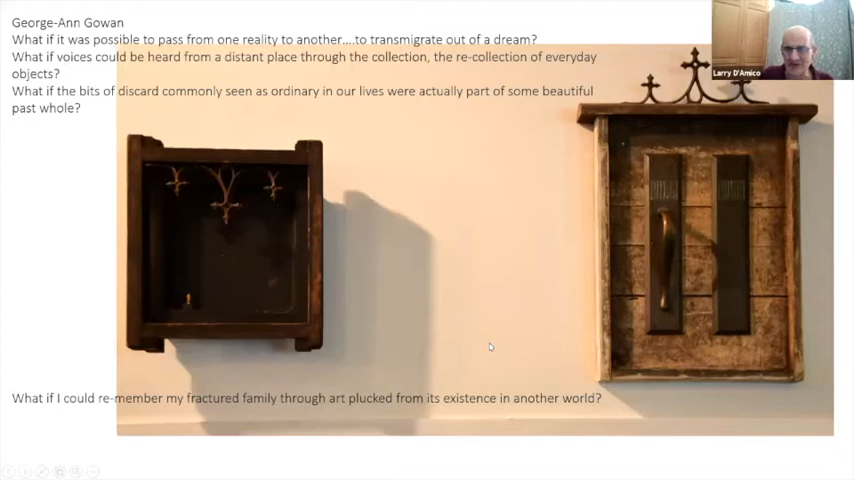 George-Ann Gowan
What if it was possible to pass from one reality to another....to transmigrate out of a dream?
What if voices could be heard from a distant place through the collection, the re-collection of everyday
objects?
What if the bits of discard commonly seen as ordinary in our lives were actually part of some beautiful
past whole?
Larry D'Amico
What if I could re-member my fractured family through art plucked from its existence in another world?